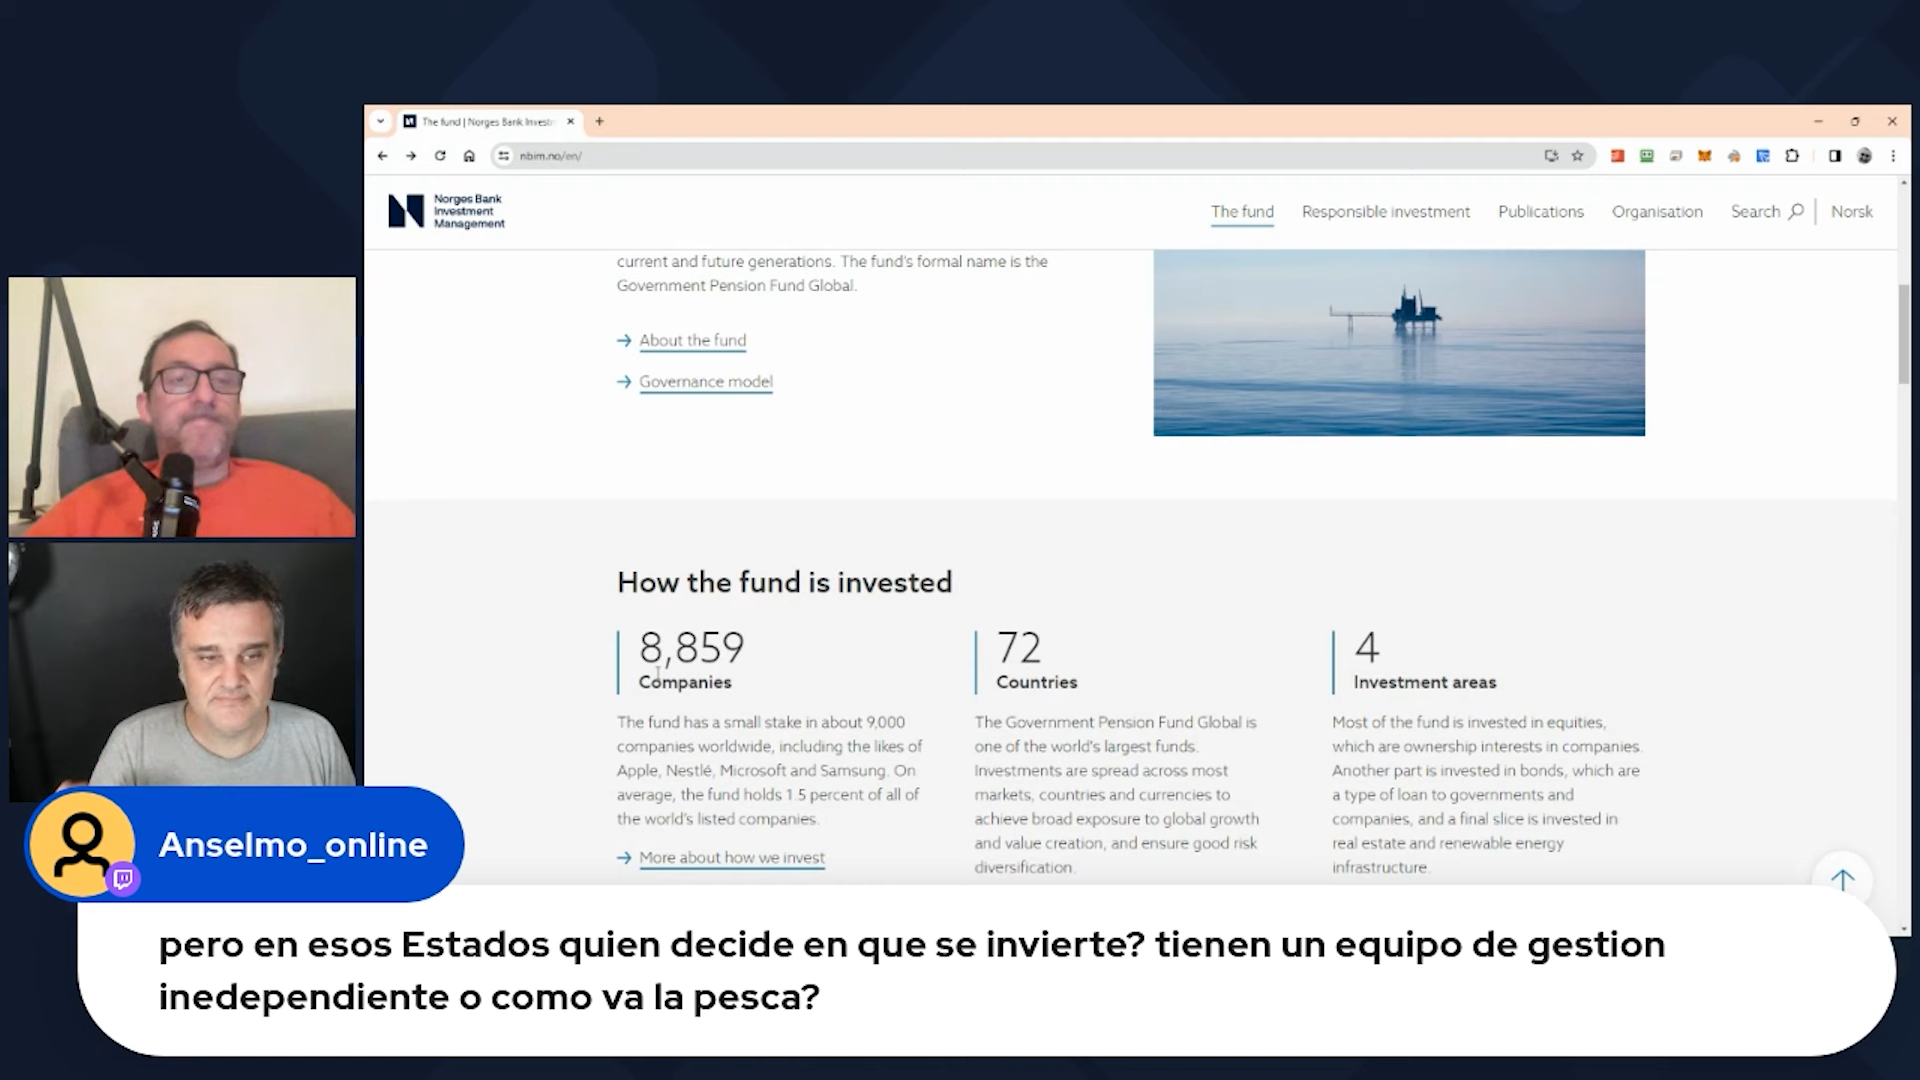 The fund | Norges Bank Invest
nbim.no/en/
Norges Bank
Investment
Management
The fund
Responsible investment
Publications
Organisation
Search
Norsk
current and future generations. The fund's formal name is the
Government Pension Fund Global.
About the fund
Governance model
How the fund is invested
8,859
Companies
The fund has a small stake in about 9,000
companies worldwide, including the likes of
Apple, Nestlé, Microsoft and Samsung. On
average, the fund holds 1.5 percent of all of
the world's listed companies.
More about how we invest
72
Countries
The Government Pension Fund Global is
one of the world's largest funds.
Investments are spread across most
markets, countries and currencies to
achieve broad exposure to global growth
and value creation, and ensure good risk
diversification.
4
Investment areas
Most of the fund is invested in equities,
which are ownership interests in companies.
Another part is invested in bonds, which are
a type of loan to governments and
companies, and a final slice is invested in
real estate and renewable energy
infrastructure.
Anselmo_online
pero en esos Estados quien decide en que se invierte? tienen un equipo de gestion
inedependiente o como va la pesca?